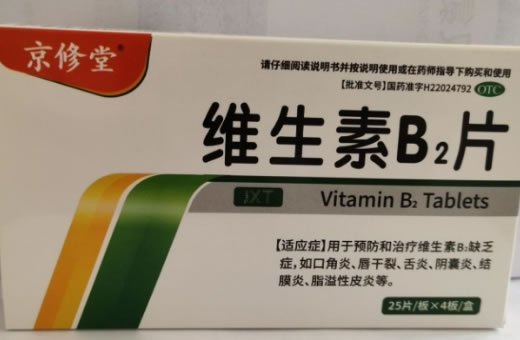 京修堂®
请仔细阅读说明书并按说明使用或在药师指导下购买和使用
【批准文号】国药准字H22024792 OTC
维生素B₂片
JXT Vitamin B₂ Tablets
【适应症】用于预防和治疗维生素B₂缺乏
症,如口角炎、唇干裂、舌炎、阴囊炎、结
膜炎、脂溢性皮炎等。
25片/板×4板/盒